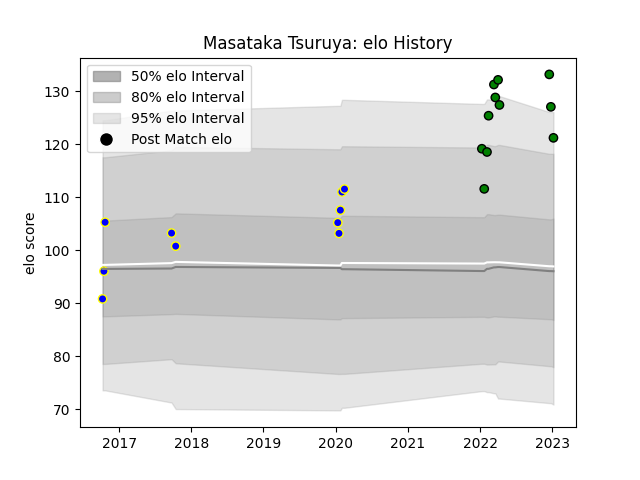 Masataka Tsuruya: elo History
50% elo Interval
80% elo Interval
95% elo Interval
Post Match elo
elo score
130
120
110
100
90
80
70
2017 2018 2019 2020 2021 2022 2023